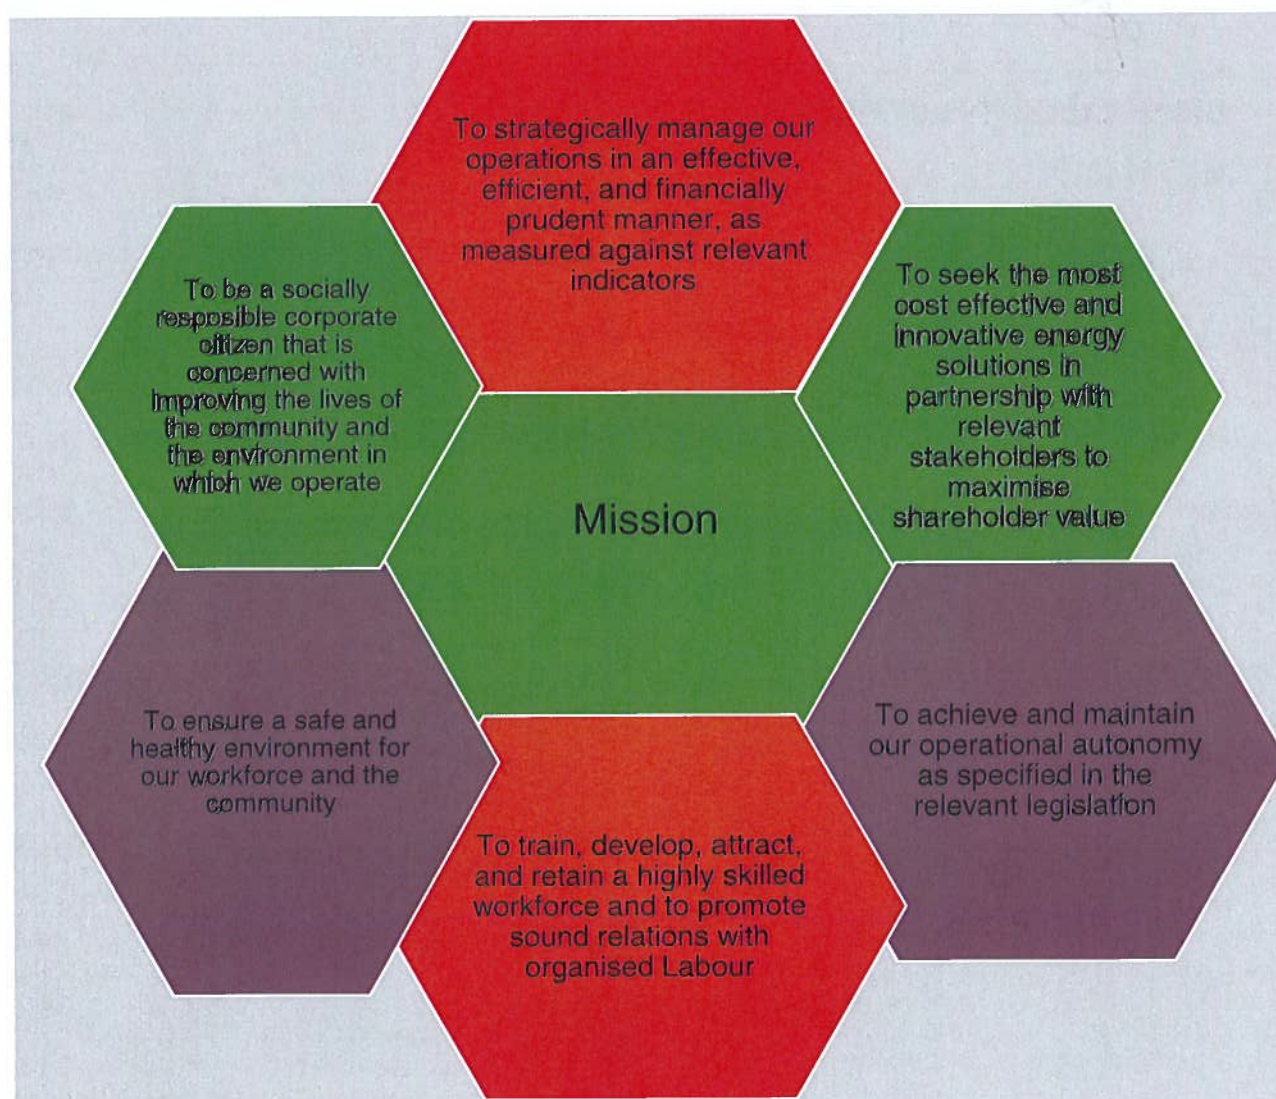 To strategically manage our
operations in an effective,
efficient, and financially
prudent manner, as
measured against relevant
indicators
To be a socially
resposible corporate
citizen that is
concerned with
improving the lives of
the community and
the environment in
which we operate
To seek the most
cost effective and
innovative energy
solutions in
partnership with
relevant
stakeholders to
maximise
shareholder value
Mission
To ensure a safe and
healthy environment for
our workforce and the
community
To achieve and maintain
our operational autonomy
as specified in the
relevant legislation
To train, develop, attract,
and retain a highly skilled
workforce and to promote
sound relations with
organised Labour